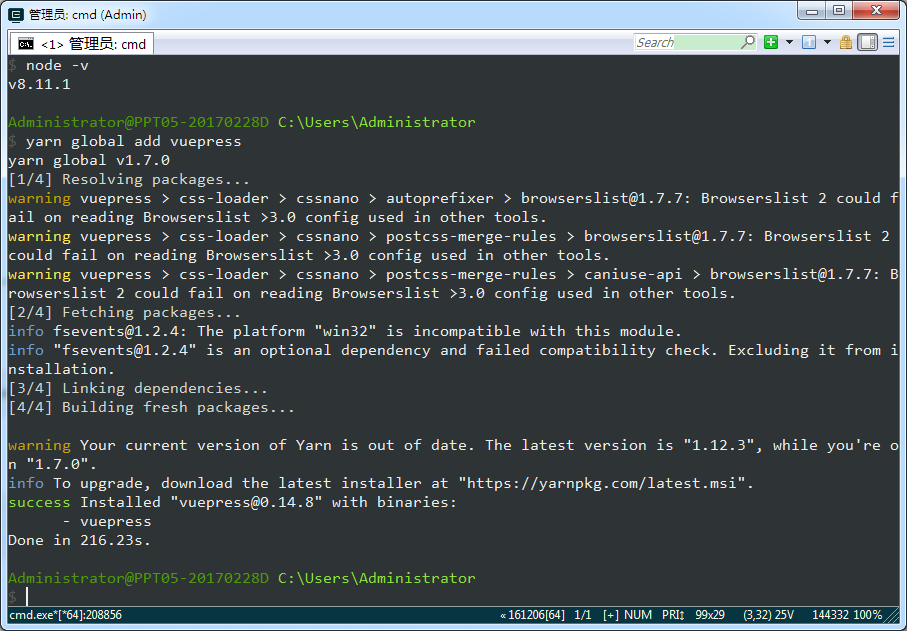 管理员: cmd (Admin)
<1> 管理员: cmd
Search
$ node -v
v8.11.1
Administrator@PPT05-20170228D C:\Users\Administrator
$ yarn global add vuepress
yarn global v1.7.0
[1/4] Resolving packages...
warning vuepress > css-loader > cssnano > autoprefixer > browserslist@1.7.7: Browserslist 2 could f
ail on reading Browserslist >3.0 config used in other tools.
warning vuepress > css-loader > cssnano > postcss-merge-rules > browserslist@1.7.7: Browserslist 2
could fail on reading Browserslist >3.0 config used in other tools.
warning vuepress > css-loader > cssnano > postcss-merge-rules > caniuse-api > browserslist@1.7.7: B
rowserslist 2 could fail on reading Browserslist >3.0 config used in other tools.
[2/4] Fetching packages...
info fsevents@1.2.4: The platform "win32" is incompatible with this module.
info "fsevents@1.2.4" is an optional dependency and failed compatibility check. Excluding it from i
nstallation.
[3/4] Linking dependencies...
[4/4] Building fresh packages...
warning Your current version of Yarn is out of date. The latest version is "1.12.3", while you're o
n "1.7.0".
info To upgrade, download the latest installer at "https://yarnpkg.com/latest.msi".
success Installed "vuepress@0.14.8" with binaries:
- vuepress
Done in 216.23s.
Administrator@PPT05-20170228D C:\Users\Administrator
$
cmd.exe*[*64]:208856 « 161206[64] 1/1 [+] NUM PRI↕ 99x29 (3,32) 25V 144332 100%